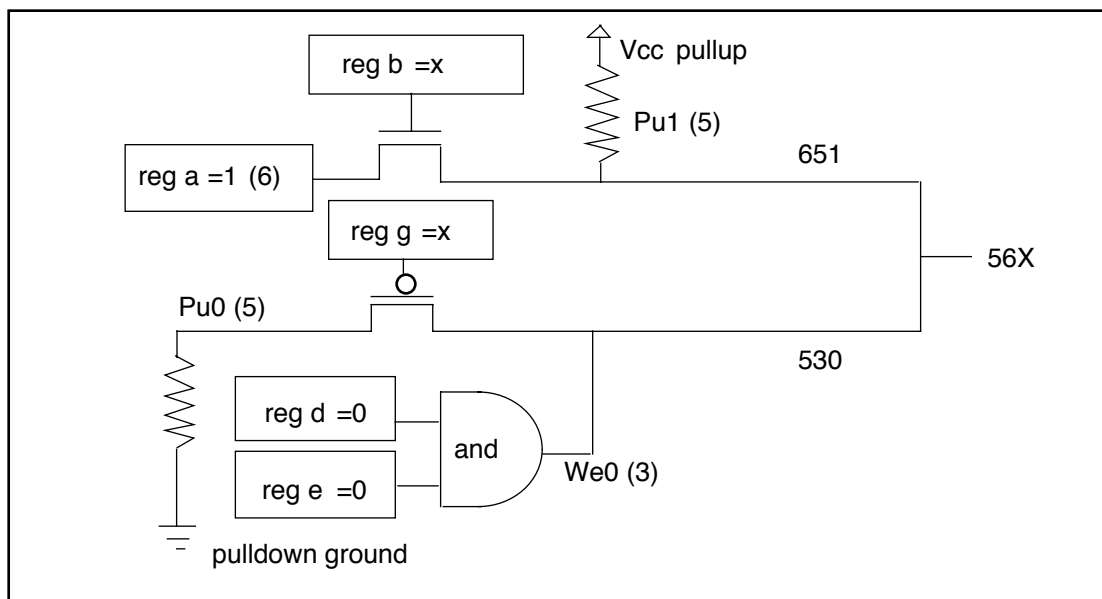 reg b =x
Vcc pullup
Pu1 (5)
651
reg a =1 (6)
reg g =x
56X
Pu0 (5)
530
reg d =0
and
We0 (3)
reg e =0
pulldown ground